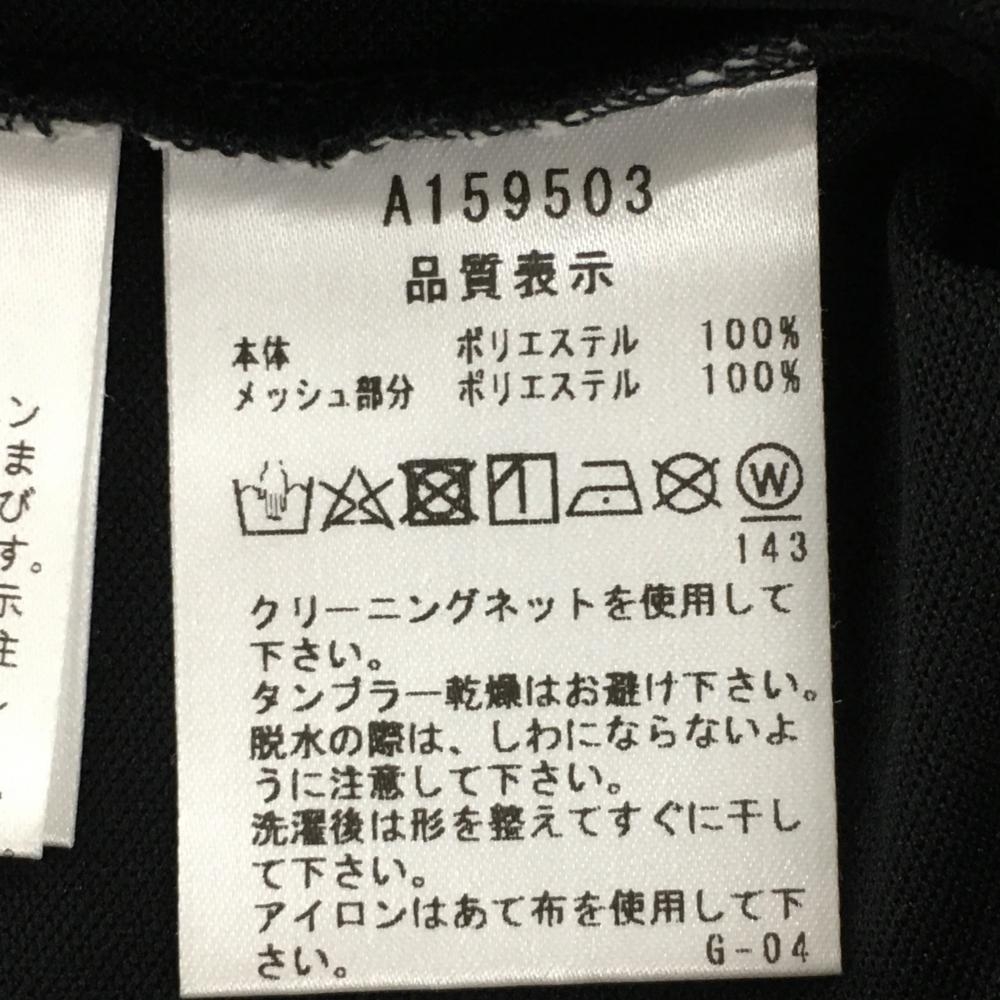 A159503
品質表示
本体 ポリエステル 100%
メッシュ部分 ポリエステル 100%
W
143
クリーニングネットを使用して
下さい。
タンブラー乾燥はお避け下さい。
脱水の際は、しわにならないよ
うに注意して下さい。
洗濯後は形を整えてすぐに干し
て下さい。
アイロンはあて布を使用して下
さい。 G-04
ン
ま
び
す。
示
注